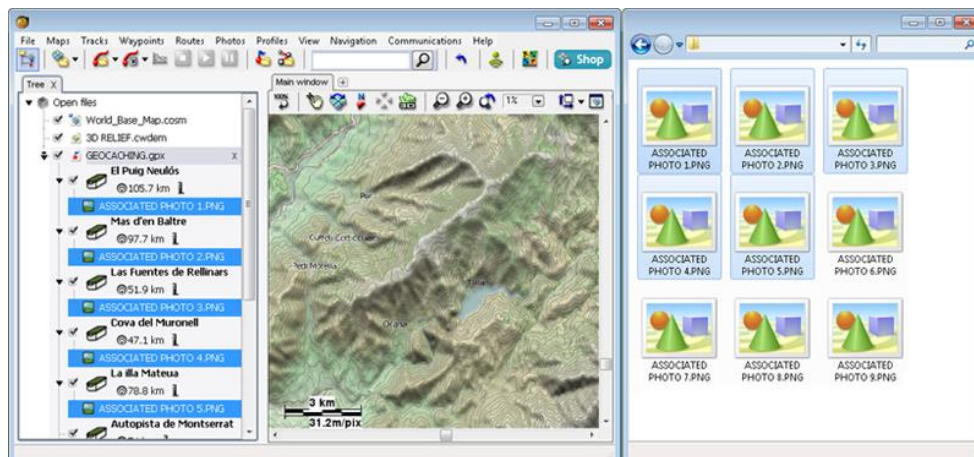 File Maps Tracks Waypoints Routes Photos Profiles View Navigation Communications Help
Shop
Tree X
Open files
World_Base_Map.cosm
3D RELIEF.cwdem
GEOCACHING.gpx x
El Puig Neulós
105.7 km
ASSOCIATED PHOTO 1.PNG
Mas d'en Baltre
97.7 km
ASSOCIATED PHOTO 2.PNG
Las Fuentes de Rellinars
51.9 km
ASSOCIATED PHOTO 3.PNG
Cova del Muronell
47.1 km
ASSOCIATED PHOTO 4.PNG
La illa Mateua
78.8 km
ASSOCIATED PHOTO 5.PNG
Autopista de Montserrat
Main window
100%
3D
1%
Oraña
3 km
31.2m/pix
ASSOCIATED PHOTO 1.PNG
ASSOCIATED PHOTO 2.PNG
ASSOCIATED PHOTO 3.PNG
ASSOCIATED PHOTO 4.PNG
ASSOCIATED PHOTO 5.PNG
ASSOCIATED PHOTO 6.PNG
ASSOCIATED PHOTO 7.PNG
ASSOCIATED PHOTO 8.PNG
ASSOCIATED PHOTO 9.PNG